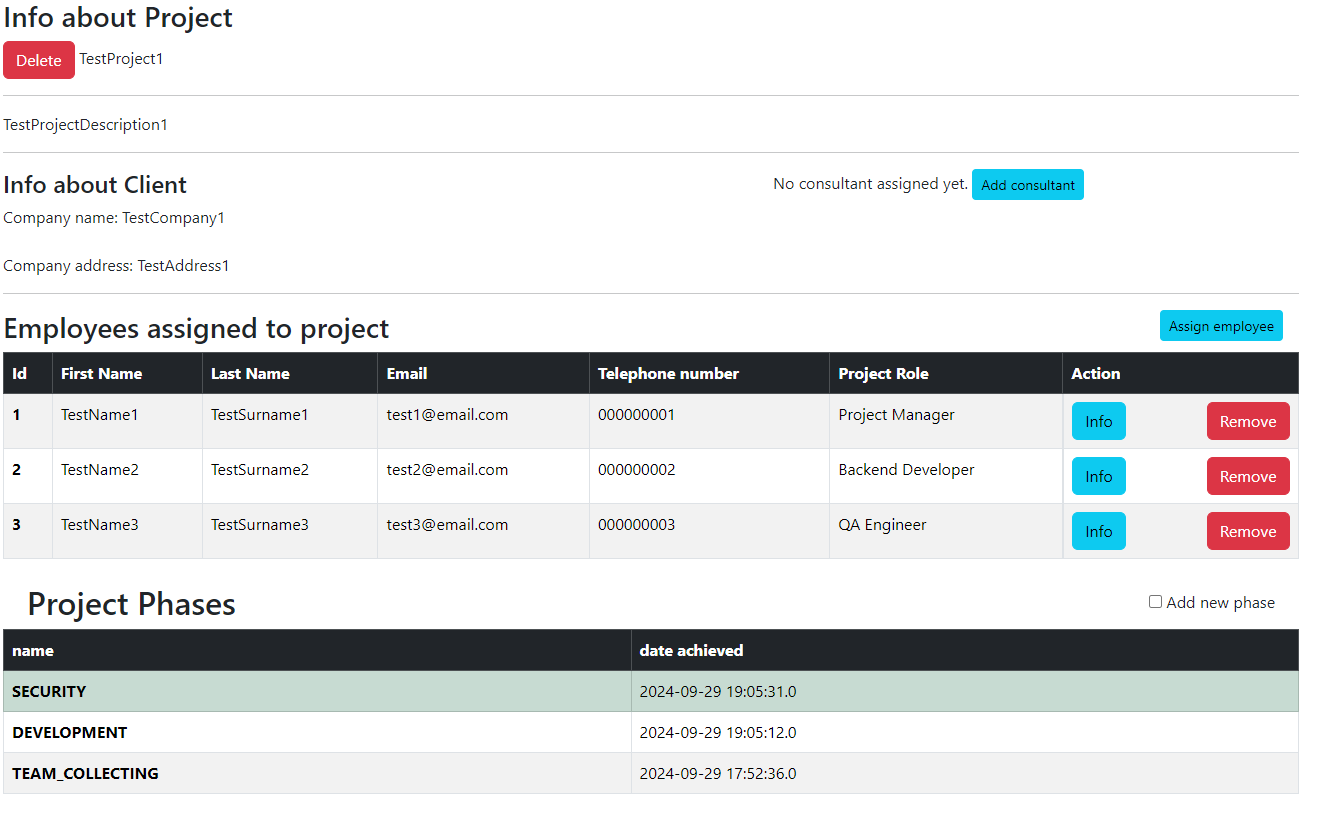 Info about Project
Delete TestProject1
TestProjectDescription1
Info about Client
No consultant assigned yet. Add consultant
Company name: TestCompany1
Company address: TestAddress1
Employees assigned to project
Assign employee
Id First Name Last Name Email Telephone number Project Role Action
1 TestName1 TestSurname1 test1@email.com 000000001 Project Manager Info Remove
2 TestName2 TestSurname2 test2@email.com 000000002 Backend Developer Info Remove
3 TestName3 TestSurname3 test3@email.com 000000003 QA Engineer Info Remove
Project Phases
Add new phase
name date achieved
SECURITY 2024-09-29 19:05:31.0
DEVELOPMENT 2024-09-29 19:05:12.0
TEAM_COLLECTING 2024-09-29 17:52:36.0